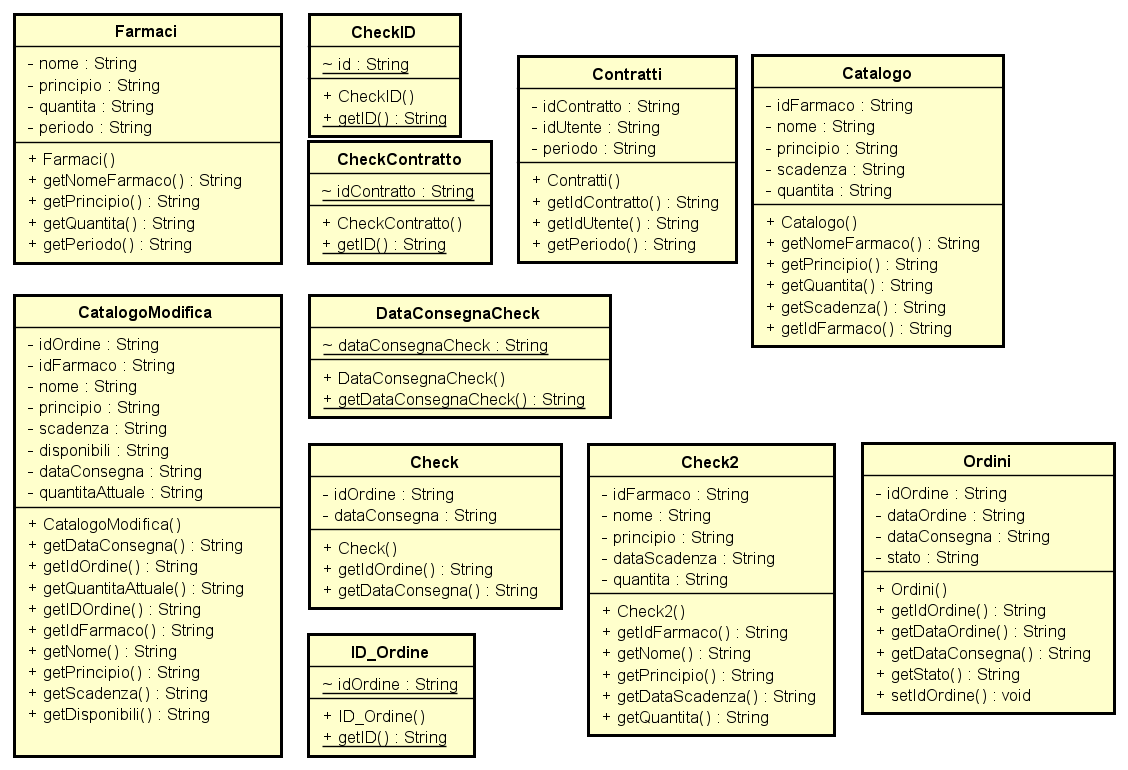 Farmaci
- nome : String
- principio : String
- quantita : String
- periodo : String
+ Farmaci()
+ getNomeFarmaco() : String
+ getPrincipio() : String
+ getQuantita() : String
+ getPeriodo() : String
CheckID
~ id : String
+ CheckID()
+ getID() : String
CheckContratto
~ idContratto : String
+ CheckContratto()
+ getID() : String
Contratti
- idContratto : String
- idUtente : String
- periodo : String
+ Contratti()
+ getIdContratto() : String
+ getIdUtente() : String
+ getPeriodo() : String
Catalogo
- idFarmaco : String
- nome : String
- principio : String
- scadenza : String
- quantita : String
+ Catalogo()
+ getNomeFarmaco() : String
+ getPrincipio() : String
+ getQuantita() : String
+ getScadenza() : String
+ getIdFarmaco() : String
CatalogoModifica
- idOrdine : String
- idFarmaco : String
- nome : String
- principio : String
- scadenza : String
- disponibili : String
- dataConsegna : String
- quantitaAttuale : String
+ CatalogoModifica()
+ getDataConsegna() : String
+ getIdOrdine() : String
+ getQuantitaAttuale() : String
+ getIDOrdine() : String
+ getIdFarmaco() : String
+ getNome() : String
+ getPrincipio() : String
+ getScadenza() : String
+ getDisponibili() : String
DataConsegnaCheck
~ dataConsegnaCheck : String
+ DataConsegnaCheck()
+ getDataConsegnaCheck() : String
Check
- idOrdine : String
- dataConsegna : String
+ Check()
+ getIdOrdine() : String
+ getDataConsegna() : String
ID_Ordine
~ idOrdine : String
+ ID_Ordine()
+ getID() : String
Check2
- idFarmaco : String
- nome : String
- principio : String
- dataScadenza : String
- quantita : String
+ Check2()
+ getIdFarmaco() : String
+ getNome() : String
+ getPrincipio() : String
+ getDataScadenza() : String
+ getQuantita() : String
Ordini
- idOrdine : String
- dataOrdine : String
- dataConsegna : String
- stato : String
+ Ordini()
+ getIdOrdine() : String
+ getDataOrdine() : String
+ getDataConsegna() : String
+ getStato() : String
+ setIdOrdine() : void